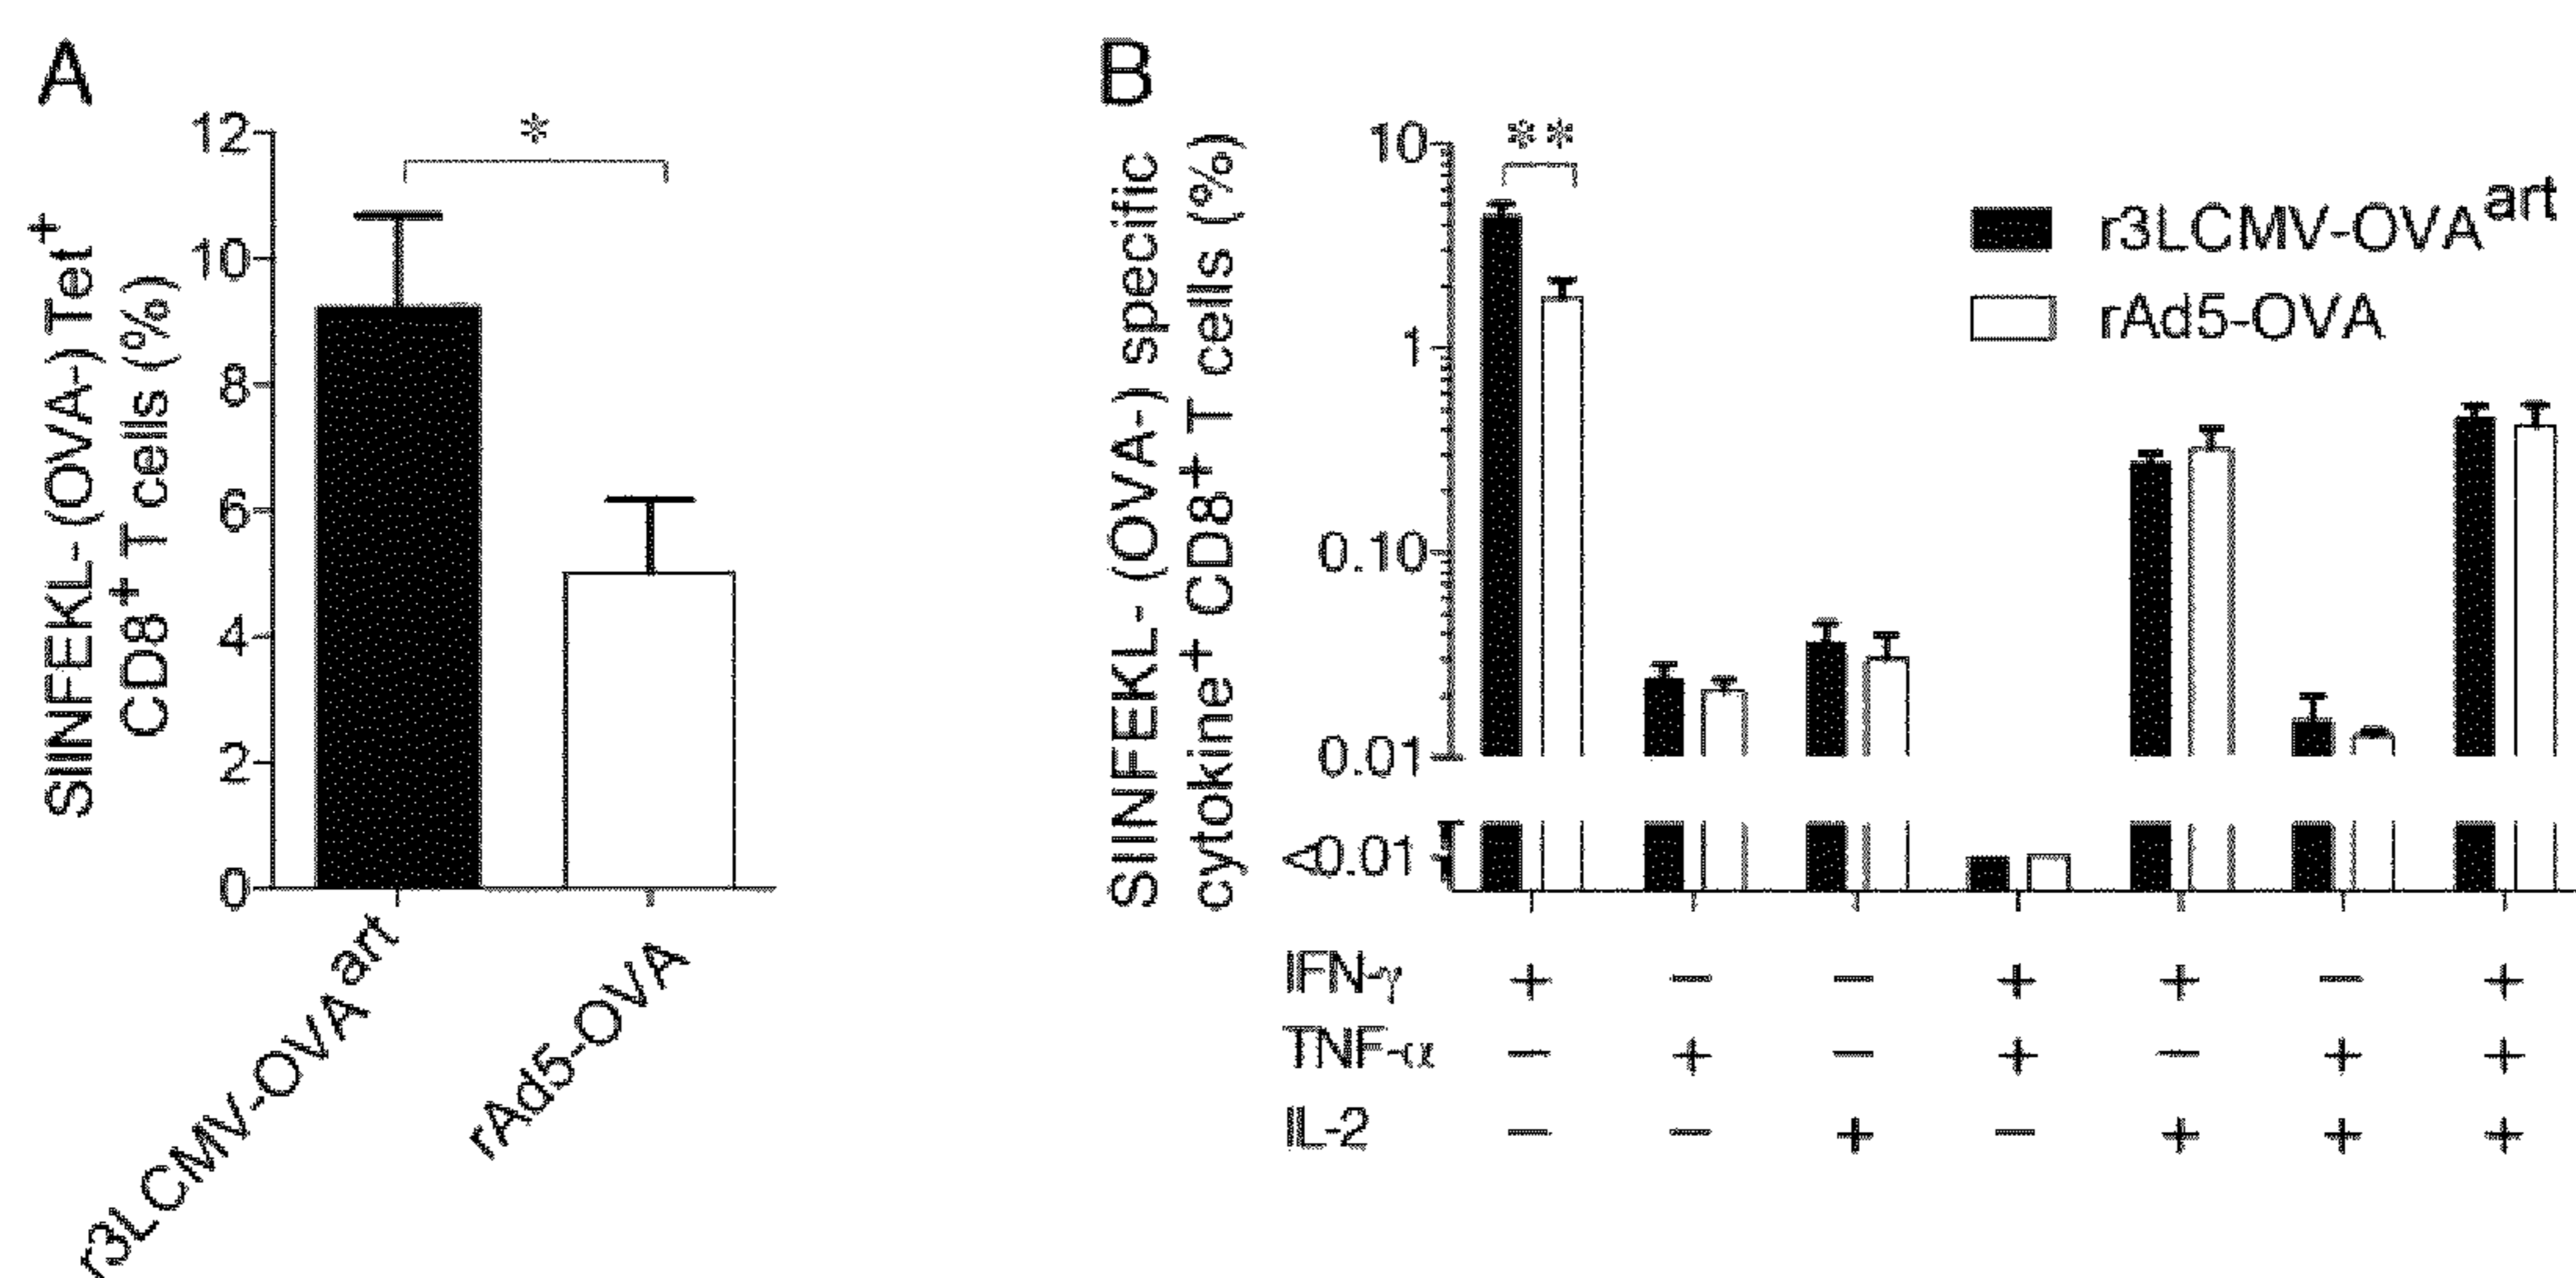 A
SIINFEKL- (OVA-) Tet+
CD8+ T cells (%)
12
10
8
6
4
2
0
*
r3LCMV-OVAart
rAd5-OVA
B
SIINFEKL- (OVA-) specific
cytokine+ CD8+ T cells (%)
10
1
0.10
0.01
<0.01
**
r3LCMV-OVAart
rAd5-OVA
IFN-γ + − − + + − +
TNF-α − + − + − + +
IL-2 − − + − + + +